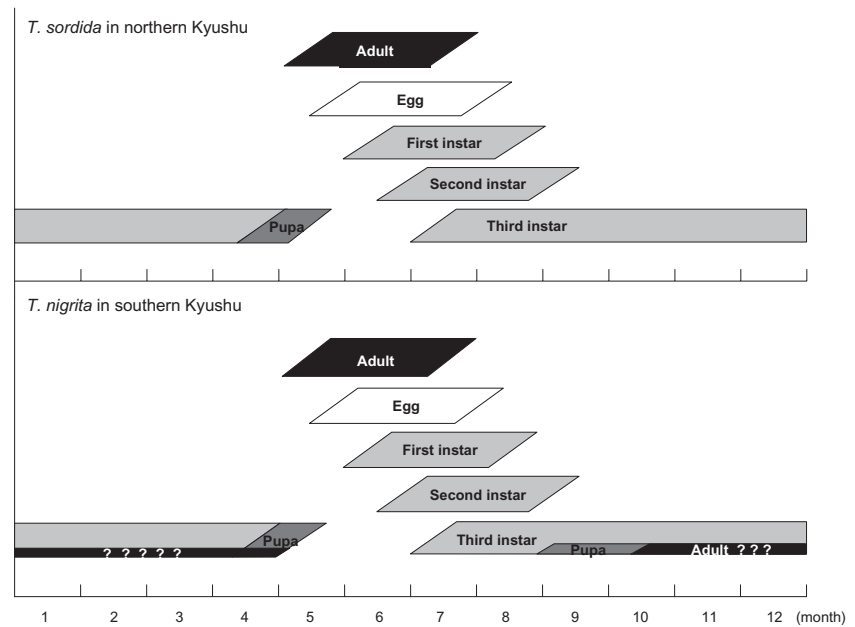 T. sordida in northern Kyushu
Adult
Egg
First instar
Second instar
Pupa
Third instar
T. nigrita in southern Kyushu
Adult
Egg
First instar
Second instar
Pupa
Third instar
Pupa
? ? ? ? ?
Adult ? ? ?
1 2 3 4 5 6 7 8 9 10 11 12 (month)